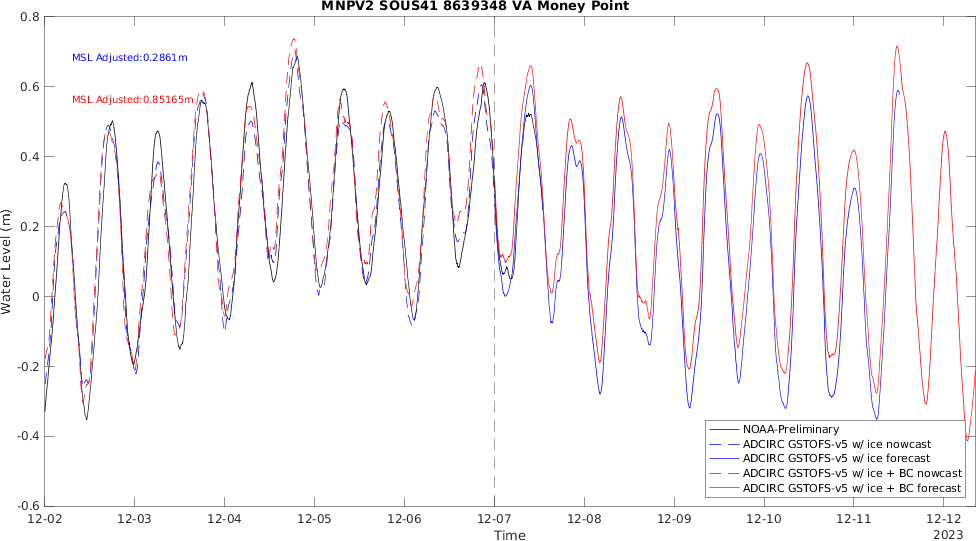 MNPV2 SOUS41 8639348 VA Money Point
0.8
0.6
0.4
0.2
0
-0.2
-0.4
-0.6
Water Level (m)
MSL Adjusted:0.2861m
MSL Adjusted:0.85165m
NOAA-Preliminary
ADCIRC GSTOFS-v5 w/ ice nowcast
ADCIRC GSTOFS-v5 w/ ice forecast
ADCIRC GSTOFS-v5 w/ ice + BC nowcast
ADCIRC GSTOFS-v5 w/ ice + BC forecast
12-02 12-03 12-04 12-05 12-06 12-07 12-08 12-09 12-10 12-11 12-12
2023
Time